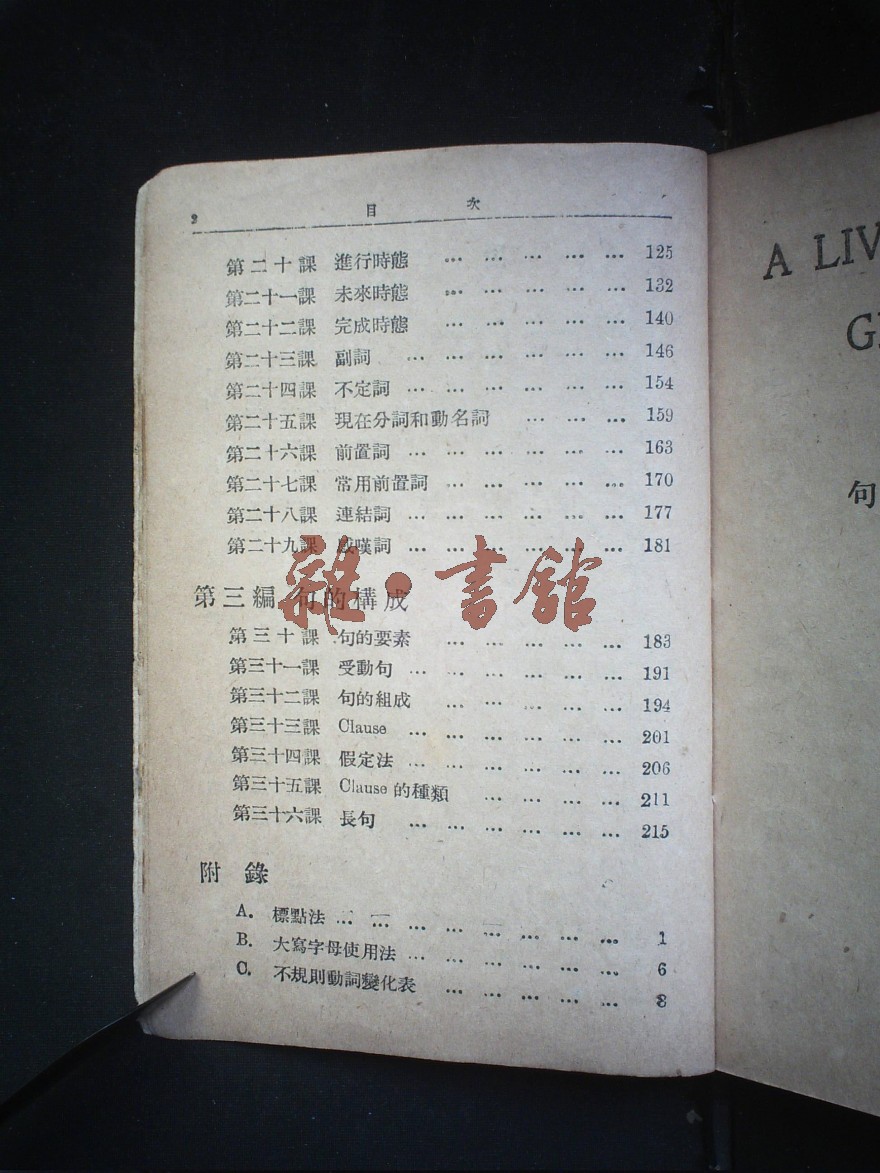 2 目 次
第二十課 進行時態 … … … … … 125
第二十一課 未來時態 … … … … … 132
第二十二課 完成時態 … … … … … 140
第二十三課 副詞 … … … … … … 146
第二十四課 不定詞 … … … … … … 154
第二十五課 現在分詞和動名詞 … … … 159
第二十六課 前置詞 … … … … … … 163
第二十七課 常用前置詞 … … … … … 170
第二十八課 連結詞 … … … … … … 177
第二十九課 感嘆詞 … … … … … … 181
第三編 句的構成
第三十課 句的要素 … … … … … 183
第三十一課 受動句 … … … … … … 191
第三十二課 句的組成 … … … … … 194
第三十三課 Clause … … … … … … 201
第三十四課 假定法 … … … … … … 206
第三十五課 Clause 的種類 … … … … 211
第三十六課 長句 … … … … … … 215
附錄
A. 標點法 … … … … … … … … 1
B. 大寫字母使用法 … … … … … … 6
C. 不規則動詞變化表 … … … … … 8
A LIV
G
句
書館